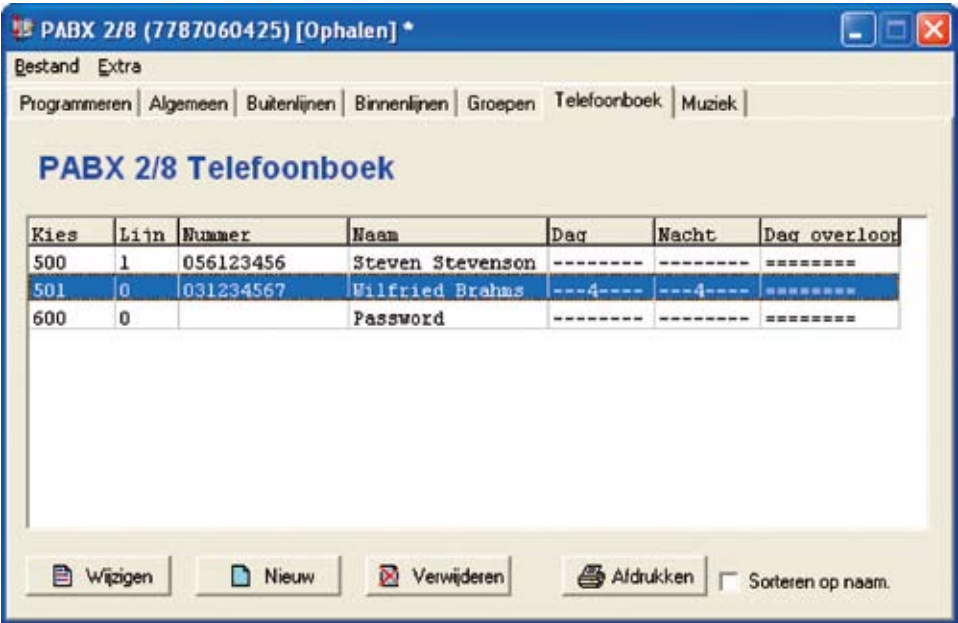 PABX 2/8 (7787060425) [Ophalen] *
Bestand Extra
Programmeren Algemeen Buitenlijnen Binnenlijnen Groepen Telefoonboek Muziek
PABX 2/8 Telefoonboek
Kies Lijn Nummer Naam Dag Nacht Dag overloop
500 1 056123456 Steven Stevenson -------- -------- ========
501 0 031234567 Wilfried Brahms ---4---- ---4---- ========
600 0 Password -------- -------- ========
Wijzigen Nieuw Verwijderen Afdrukken Sorteren op naam.